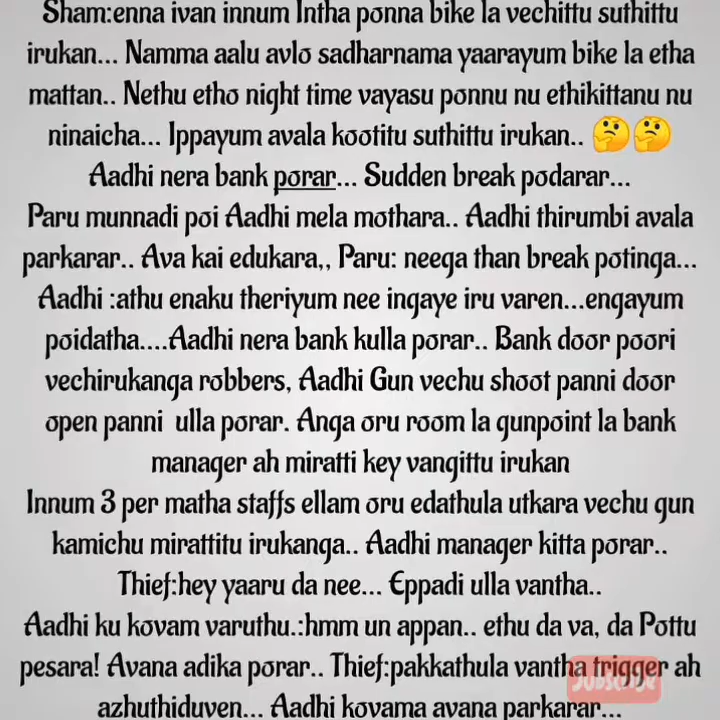 Sham:enna ivan innum Intha ponna bike la vechittu suthittu
irukan... Namma aalu avlo sadharnama yaarayum bike la etha
mattan.. Nethu etho night time vayasu ponnu nu ethikittanu nu
ninaicha... Ippayum avala kootitu suthittu irukan.. 🤔🤔
Aadhi nera bank porar... Sudden break podarar...
Paru munnadi poi Aadhi mela mothara.. Aadhi thirumbi avala
parkarar.. Ava kai edukara,, Paru: neega than break potinga...
Aadhi :athu enaku theriyum nee ingaye iru varen...engayum
poidatha....Aadhi nera bank kulla porar.. Bank door poori
vechirukanga robbers, Aadhi Gun vechu shoot panni door
open panni ulla porar. Anga oru room la gunpoint la bank
manager ah miratti key vangittu irukan
Innum 3 per matha staffs ellam oru edathula utkara vechu gun
kamichu mirattitu irukanga.. Aadhi manager kitta porar..
Thief:hey yaaru da nee... Eppadi ulla vantha..
Aadhi ku kovam varuthu.:hmm un appan.. ethu da va, da Pottu
pesara! Avana adika porar.. Thief:pakkathula vantha trigger ah
azhuthiduven... Aadhi kovama avana parkarar...
SUBSCRIBE